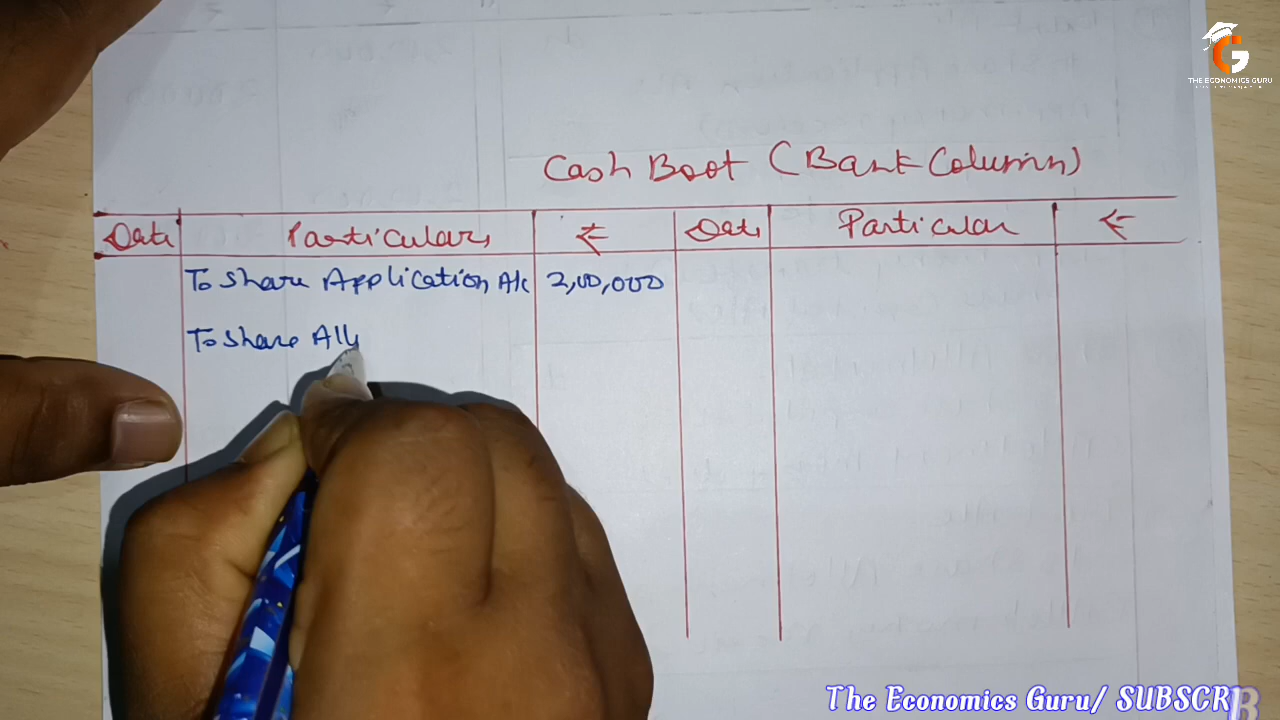 THE ECONOMICS GURU
Cash Book (Bank Column)
Date Particulars ₹ Date Particular ₹
To Share Application A/c 2,00,000
To Share All
The Economics Guru/ SUBSCRIB